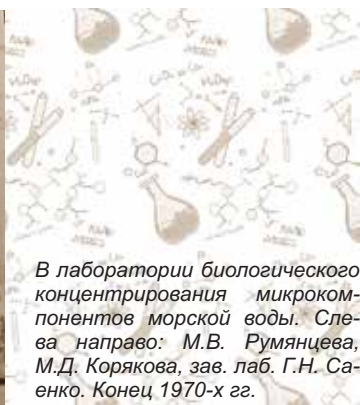 В лаборатории биологического
концентрирования микроком-
понентов морской воды. Сле-
ва направо: М.В. Румянцева,
М.Д. Корякова, зав. лаб. Г.Н. Са-
енко. Конец 1970-х гг.